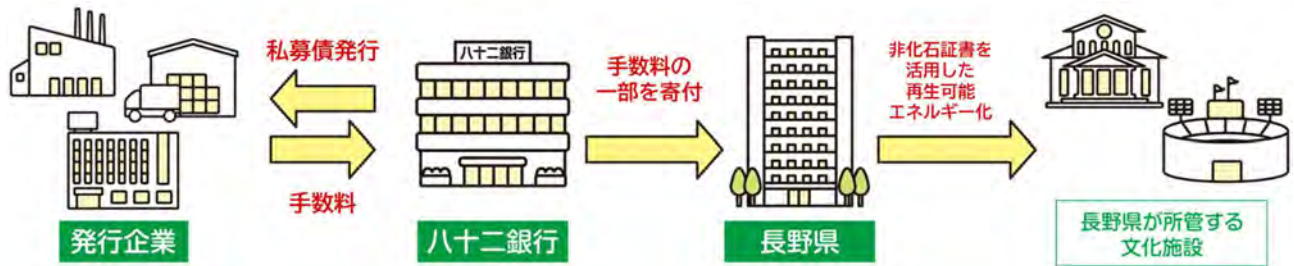 私募債発行
手数料
発行企業
八十二銀行
八十二銀行
手数料の
一部を寄付
長野県
非化石証書を
活用した
再生可能
エネルギー化
長野県が所管する
文化施設